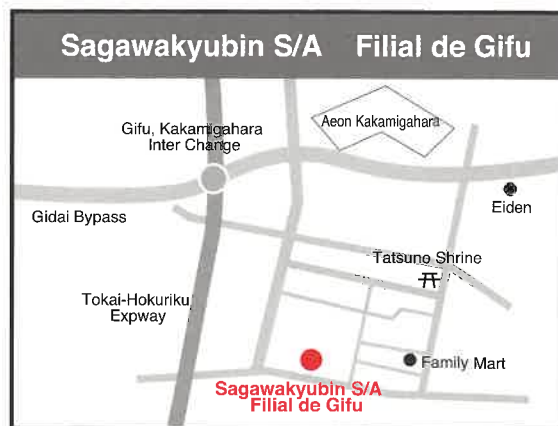 Sagawakyubin S/A Filial de Gifu
Aeon Kakamigahara
Gifu, Kakamigahara
Inter Change
Eiden
Gidai Bypass
Tatsuno Shrine
Tokai-Hokuriku
Expway
Family Mart
Sagawakyubin S/A
Filial de Gifu